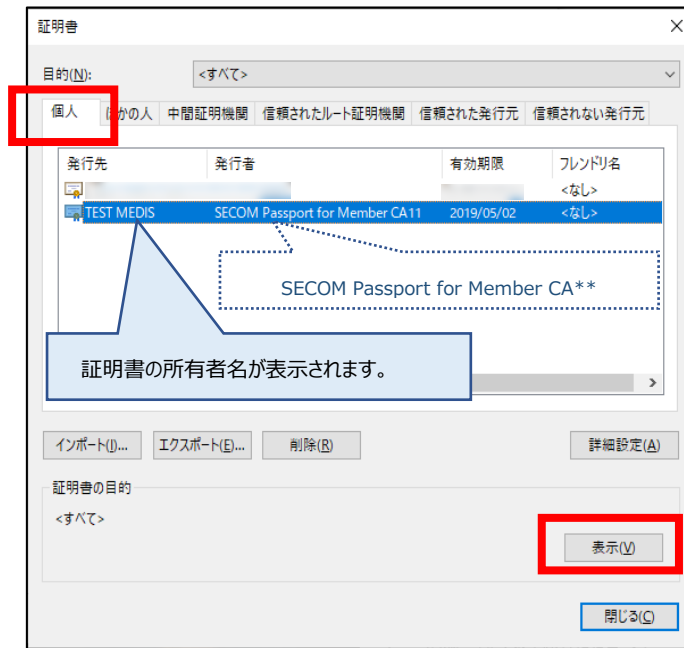 証明書
目的(N): <すべて>
個人 ほかの人 中間証明機関 信頼されたルート証明機関 信頼された発行元 信頼されない発行元
発行先 発行者 有効期限 フレンドリ名
<なし>
TEST MEDIS SECOM Passport for Member CA11 2019/05/02 <なし>
SECOM Passport for Member CA**
証明書の所有者名が表示されます。
インポート(I)... エクスポート(E)... 削除(R) 詳細設定(A)
証明書の目的
<すべて>
表示(V)
閉じる(C)